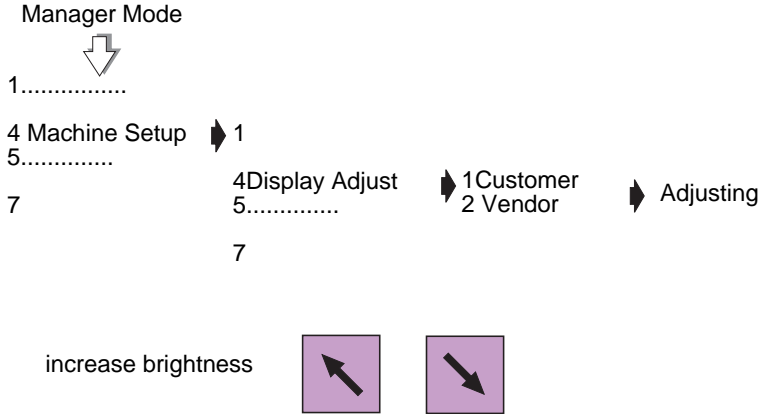 Manager Mode
1................
4 Machine Setup
5..............
7
1
4Display Adjust
5..............
7
1Customer
2 Vendor
Adjusting
increase brightness